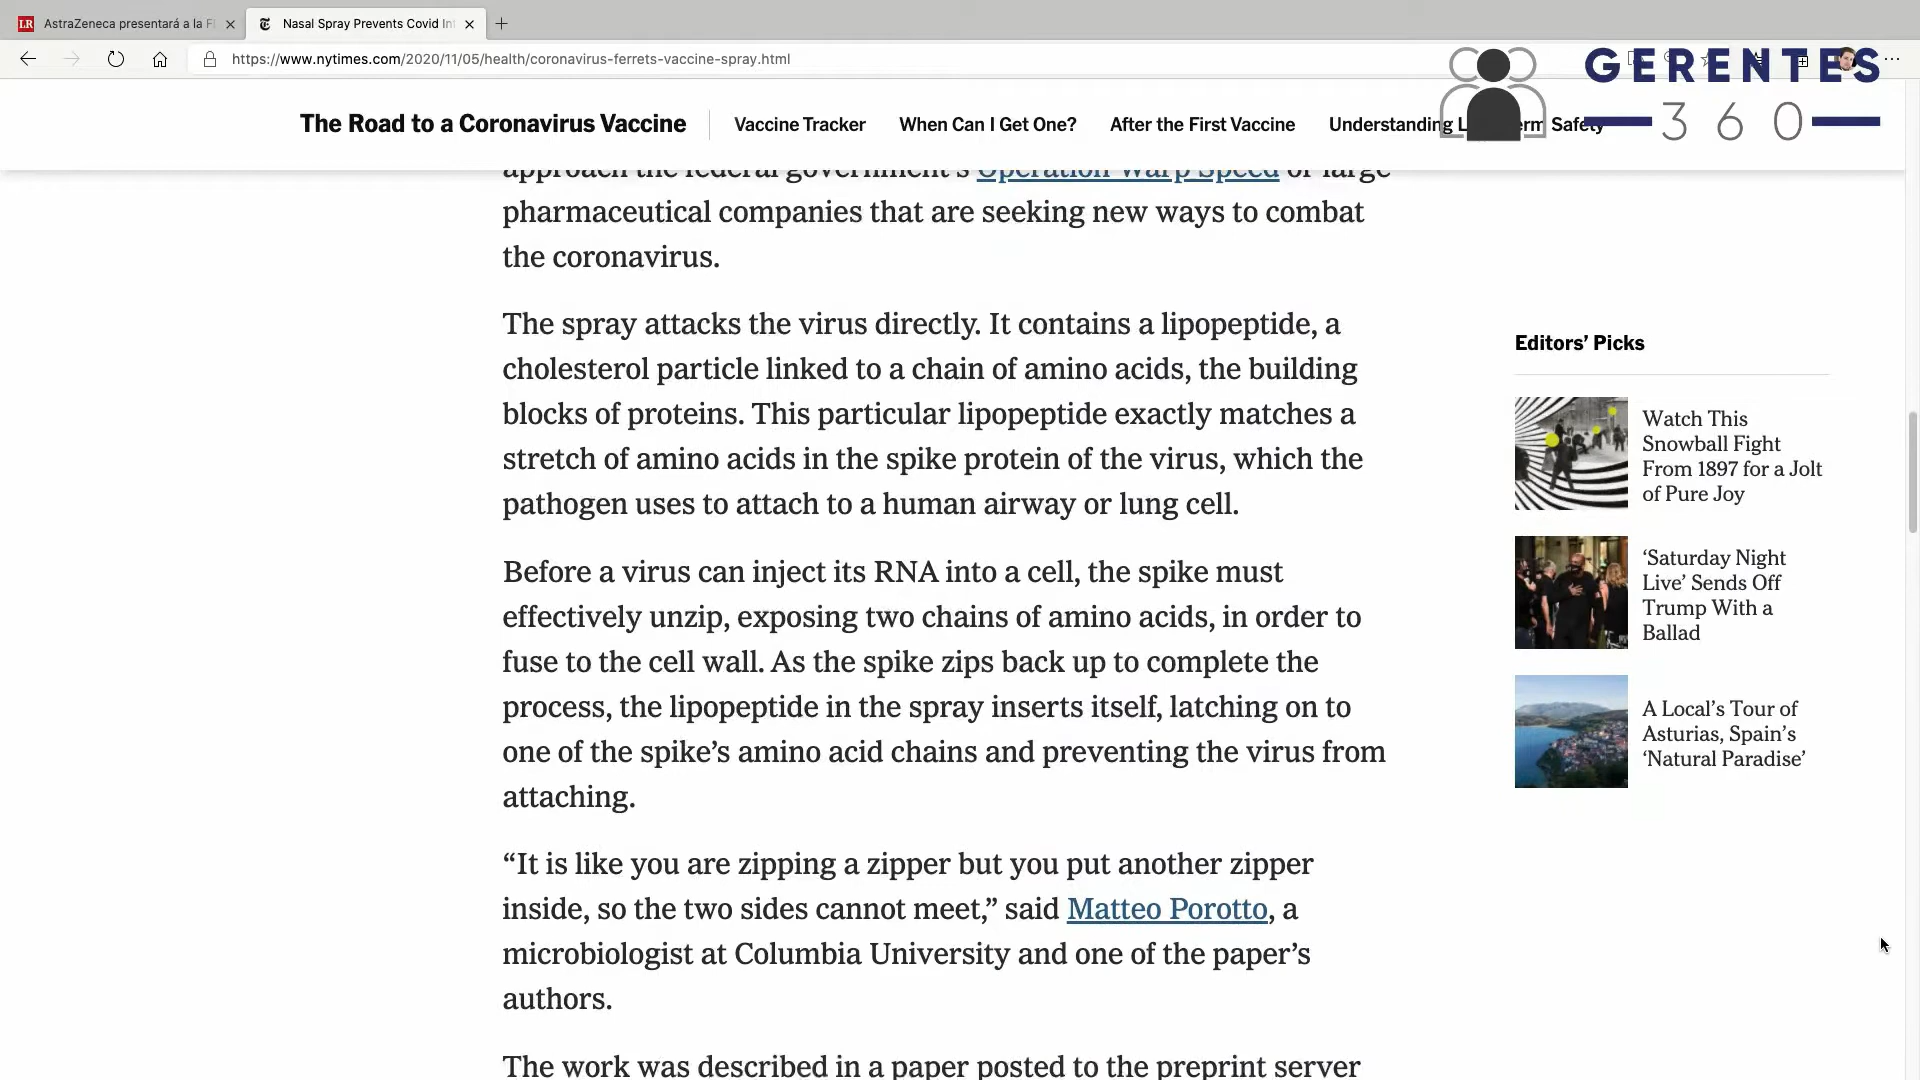 LR AstraZeneca presentará a la F
Nasal Spray Prevents Covid In
https://www.nytimes.com/2020/11/05/health/coronavirus-ferrets-vaccine-spray.html
GERENTES
360
The Road to a Coronavirus Vaccine
Vaccine Tracker
When Can I Get One?
After the First Vaccine
Understanding L erm Safety
approach the federal government's Operation Warp Speed or large
pharmaceutical companies that are seeking new ways to combat
the coronavirus.
The spray attacks the virus directly. It contains a lipopeptide, a
cholesterol particle linked to a chain of amino acids, the building
blocks of proteins. This particular lipopeptide exactly matches a
stretch of amino acids in the spike protein of the virus, which the
pathogen uses to attach to a human airway or lung cell.
Before a virus can inject its RNA into a cell, the spike must
effectively unzip, exposing two chains of amino acids, in order to
fuse to the cell wall. As the spike zips back up to complete the
process, the lipopeptide in the spray inserts itself, latching on to
one of the spike’s amino acid chains and preventing the virus from
attaching.
“It is like you are zipping a zipper but you put another zipper
inside, so the two sides cannot meet,” said Matteo Porotto, a
microbiologist at Columbia University and one of the paper’s
authors.
The work was described in a paper posted to the preprint server
Editors’ Picks
Watch This
Snowball Fight
From 1897 for a Jolt
of Pure Joy
‘Saturday Night
Live’ Sends Off
Trump With a
Ballad
A Local’s Tour of
Asturias, Spain’s
‘Natural Paradise’